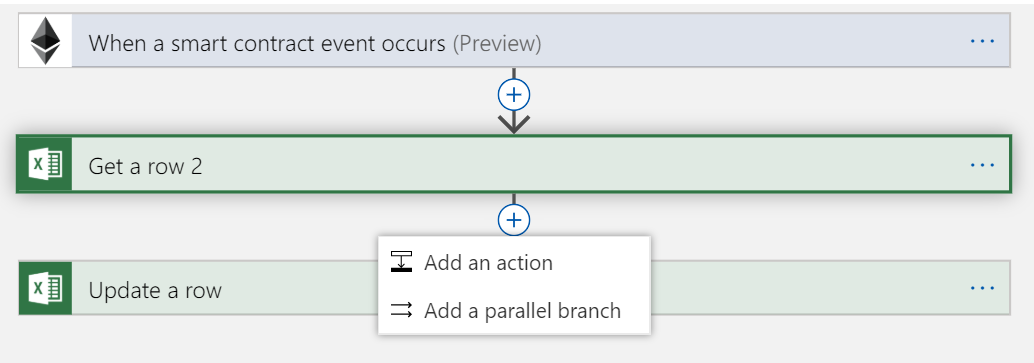 When a smart contract event occurs (Preview)
Get a row 2
Add an action
Update a row
Add a parallel branch